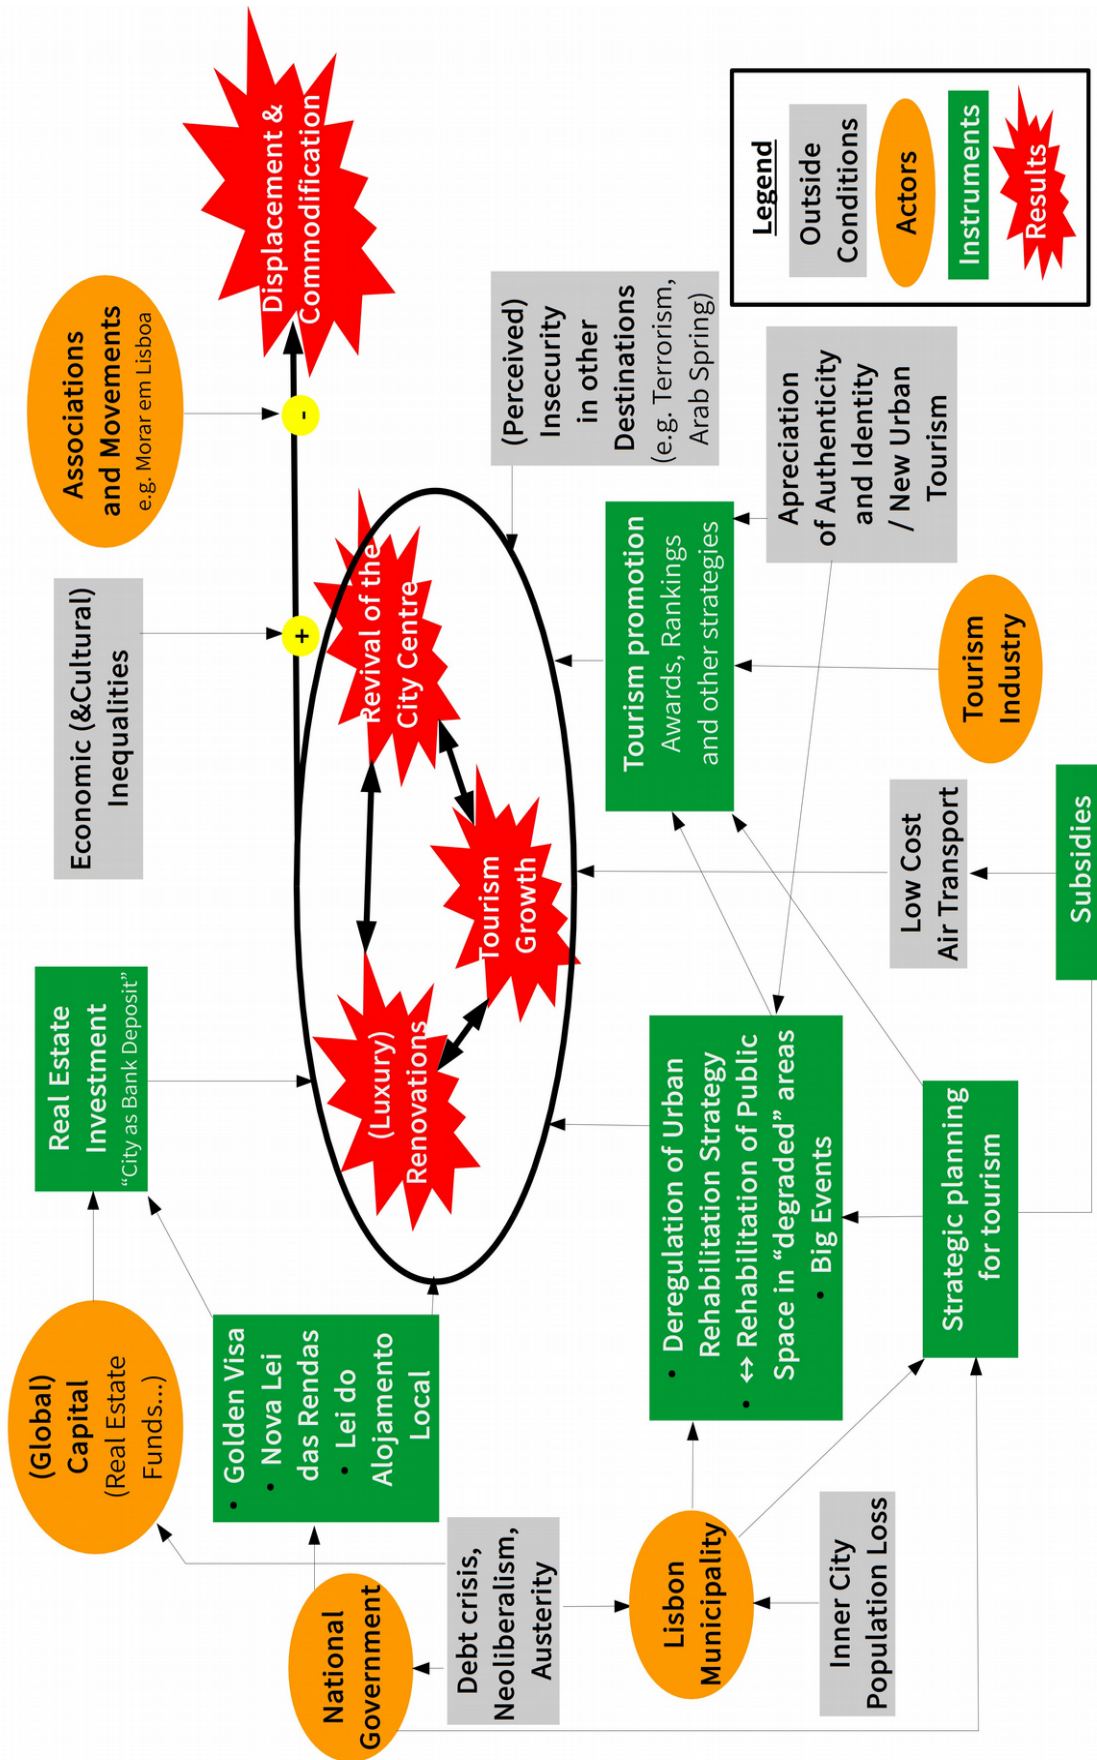 (Global)
Capital
(Real Estate
Funds...)
Real Estate
Investment
“City as Bank Deposit”
Economic (&Cultural)
Inequalities
Associations
and Movements
e.g. Morar em Lisboa
National
Government
• Golden Visa
• Nova Lei
das Rendas
• Lei do
Alojamento
Local
(Luxury)
Renovations
Tourism
Growth
Revival of the
City Centre
+
-
Displacement &
Commodification
Debt crisis,
Neoliberalism,
Austerity
(Perceived)
Insecurity
in other
Destinations
(e.g. Terrorism,
Arab Spring)
Lisbon
Municipality
• Deregulation of Urban
Rehabilitation Strategy
• ↔ Rehabilitation of Public
Space in “degraded” areas
• Big Events
Tourism promotion
Awards, Rankings
and other strategies
Apreciation
of Authenticity
and Identity
/ New Urban
Tourism
Inner City
Population Loss
Strategic planning
for tourism
Low Cost
Air Transport
Tourism
Industry
Subsidies
Legend
Outside
Conditions
Actors
Instruments
Results